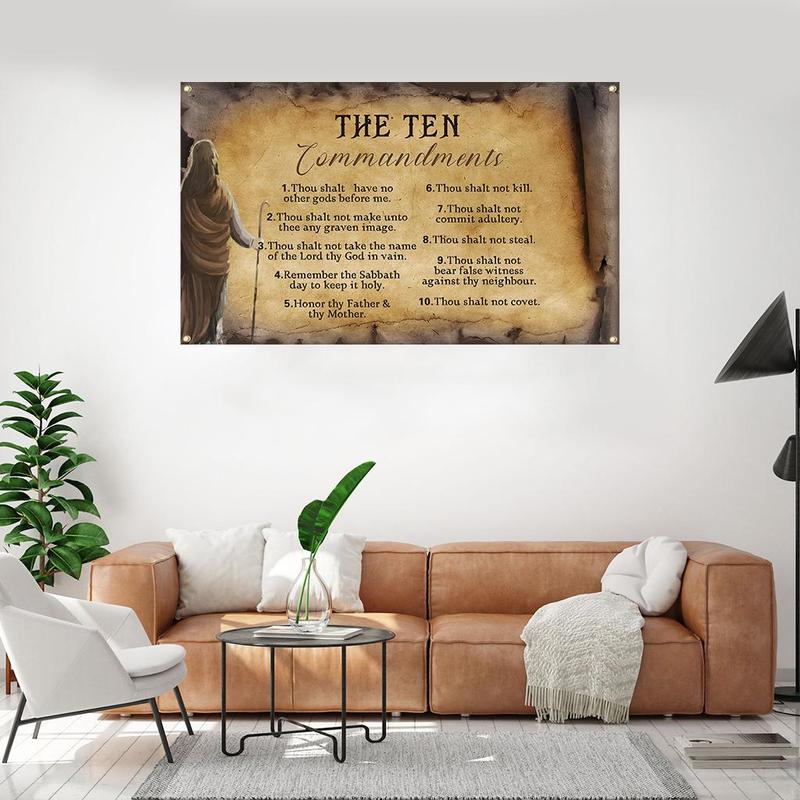 THE TEN
Commandments
1.Thou shalt have no
other gods before me.
2.Thou shalt not make unto
thee any graven image.
3.Thou shalt not take the name
of the Lord thy God in vain.
4.Remember the Sabbath
day to keep it holy.
5.Honor thy Father &
thy Mother.
6.Thou shalt not kill.
7.Thou shalt not
commit adultery.
8.Thou shalt not steal.
9.Thou shalt not
bear false witness
against thy neighbour.
10.Thou shalt not covet.